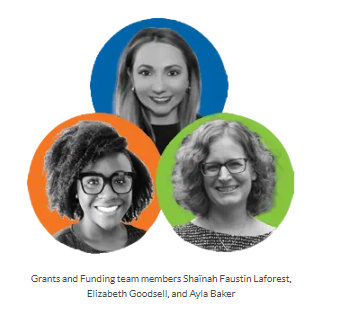 Grants and Funding team members Shaïnah Faustin Laforest,
Elizabeth Goodsell, and Ayla Baker